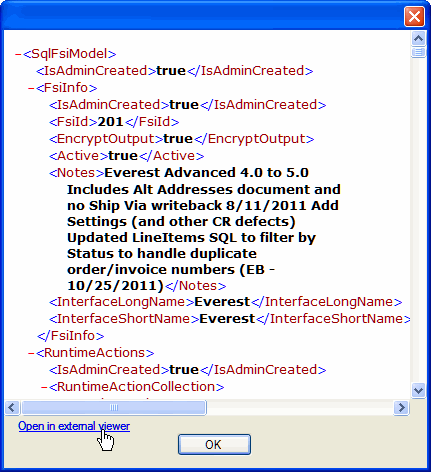 −<SqlFsiModel>
<IsAdminCreated>true</IsAdminCreated>
−<FsiInfo>
<IsAdminCreated>true</IsAdminCreated>
<FsiId>201</FsiId>
<EncryptOutput>true</EncryptOutput>
<Active>true</Active>
<Notes>Everest Advanced 4.0 to 5.0
Includes Alt Addresses document and
no Ship Via writeback 8/11/2011 Add
Settings (and other CR defects)
Updated LineItems SQL to filter by
Status to handle duplicate
order/invoice numbers (EB -
10/25/2011)</Notes>
<InterfaceLongName>Everest</InterfaceLongName>
<InterfaceShortName>Everest</InterfaceShortName>
</FsiInfo>
−<RuntimeActions>
<IsAdminCreated>true</IsAdminCreated>
−<RuntimeActionCollection>
Open in external viewer
OK